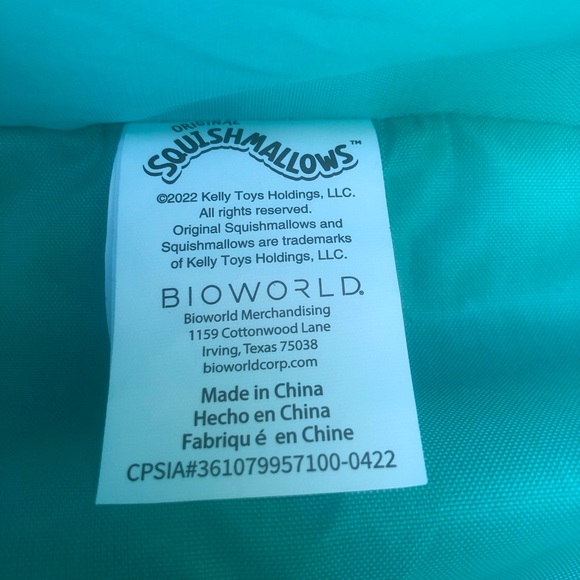 ORIGINAL
SQUISHMALLOWS™
©2022 Kelly Toys Holdings, LLC.
All rights reserved.
Original Squishmallows and
Squishmallows are trademarks
of Kelly Toys Holdings, LLC.
BIOWORLD®
Bioworld Merchandising
1159 Cottonwood Lane
Irving, Texas 75038
bioworldcorp.com
Made in China
Hecho en China
Fabriqu é en Chine
CPSIA#361079957100-0422